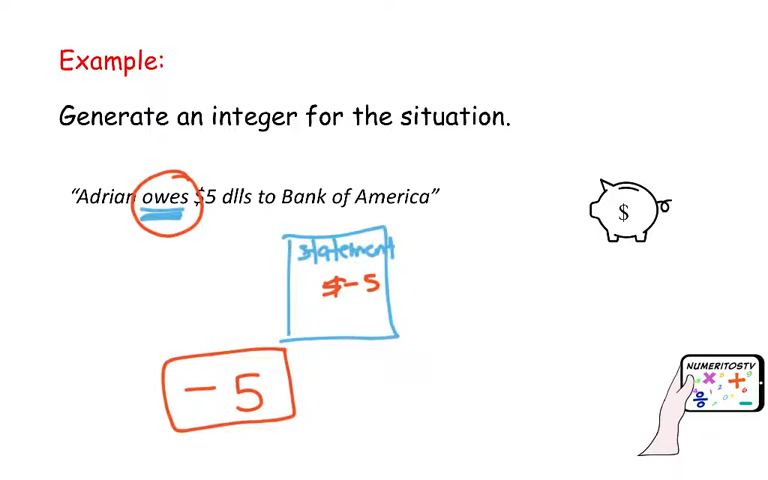 Example:
Generate an integer for the situation.
“Adrian owes $5 dlls to Bank of America”
$
statement
$-5
-5
NUMERITOSTV